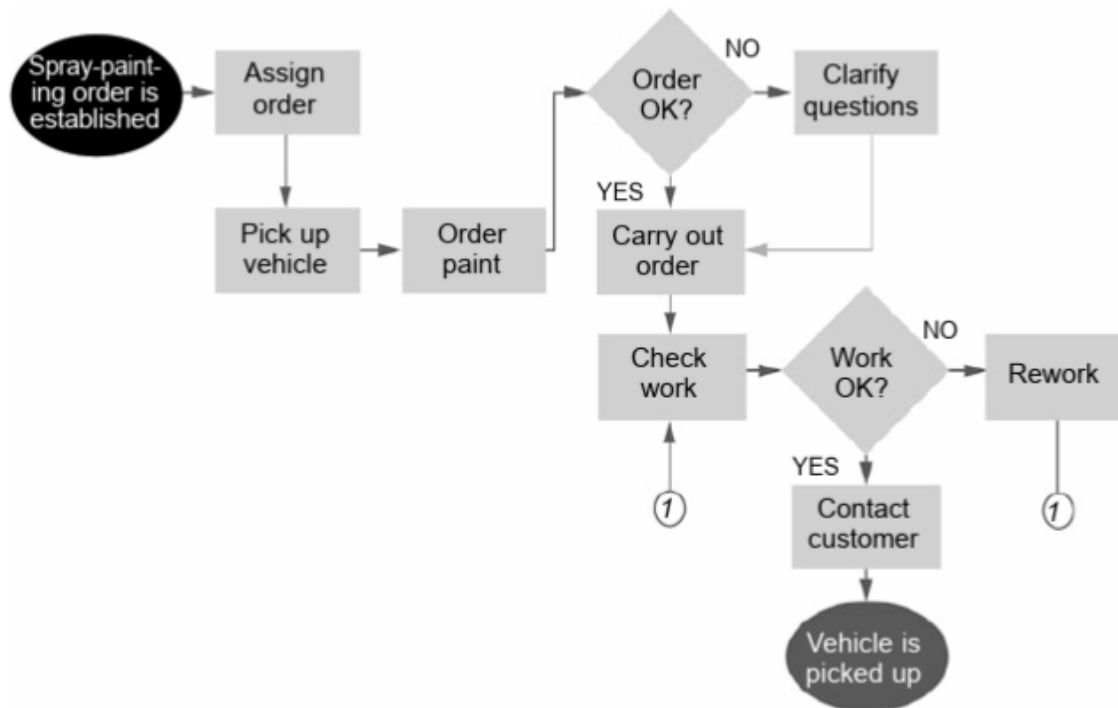 Spray-paint-
ing order is
established
Assign
order
Pick up
vehicle
Order
paint
Order
OK?
NO
Clarify
questions
YES
Carry out
order
Check
work
Work
OK?
NO
Rework
YES
1
1
Contact
customer
Vehicle is
picked up